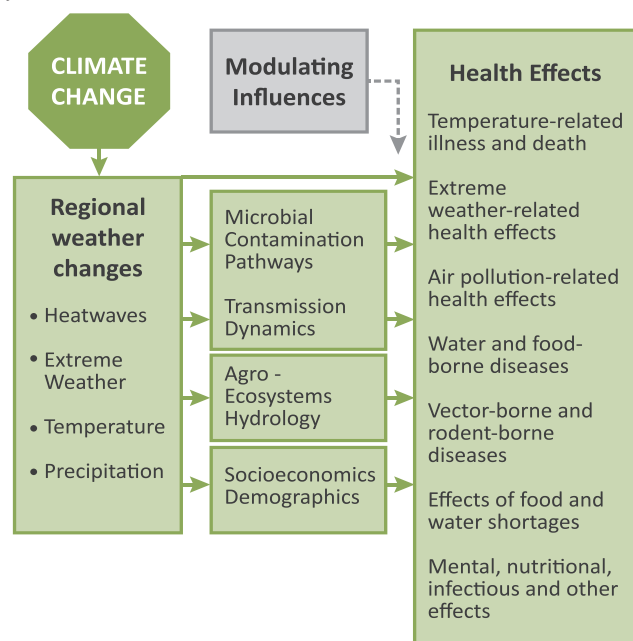 CLIMATE
CHANGE
Modulating
Influences
Regional
weather
changes
• Heatwaves
• Extreme
Weather
• Temperature
• Precipitation
Microbial
Contamination
Pathways
Transmission
Dynamics
Agro -
Ecosystems
Hydrology
Socioeconomics
Demographics
Health Effects
Temperature-related
illness and death
Extreme
weather-related
health effects
Air pollution-related
health effects
Water and food-
borne diseases
Vector-borne and
rodent-borne
diseases
Effects of food and
water shortages
Mental, nutritional,
infectious and other
effects